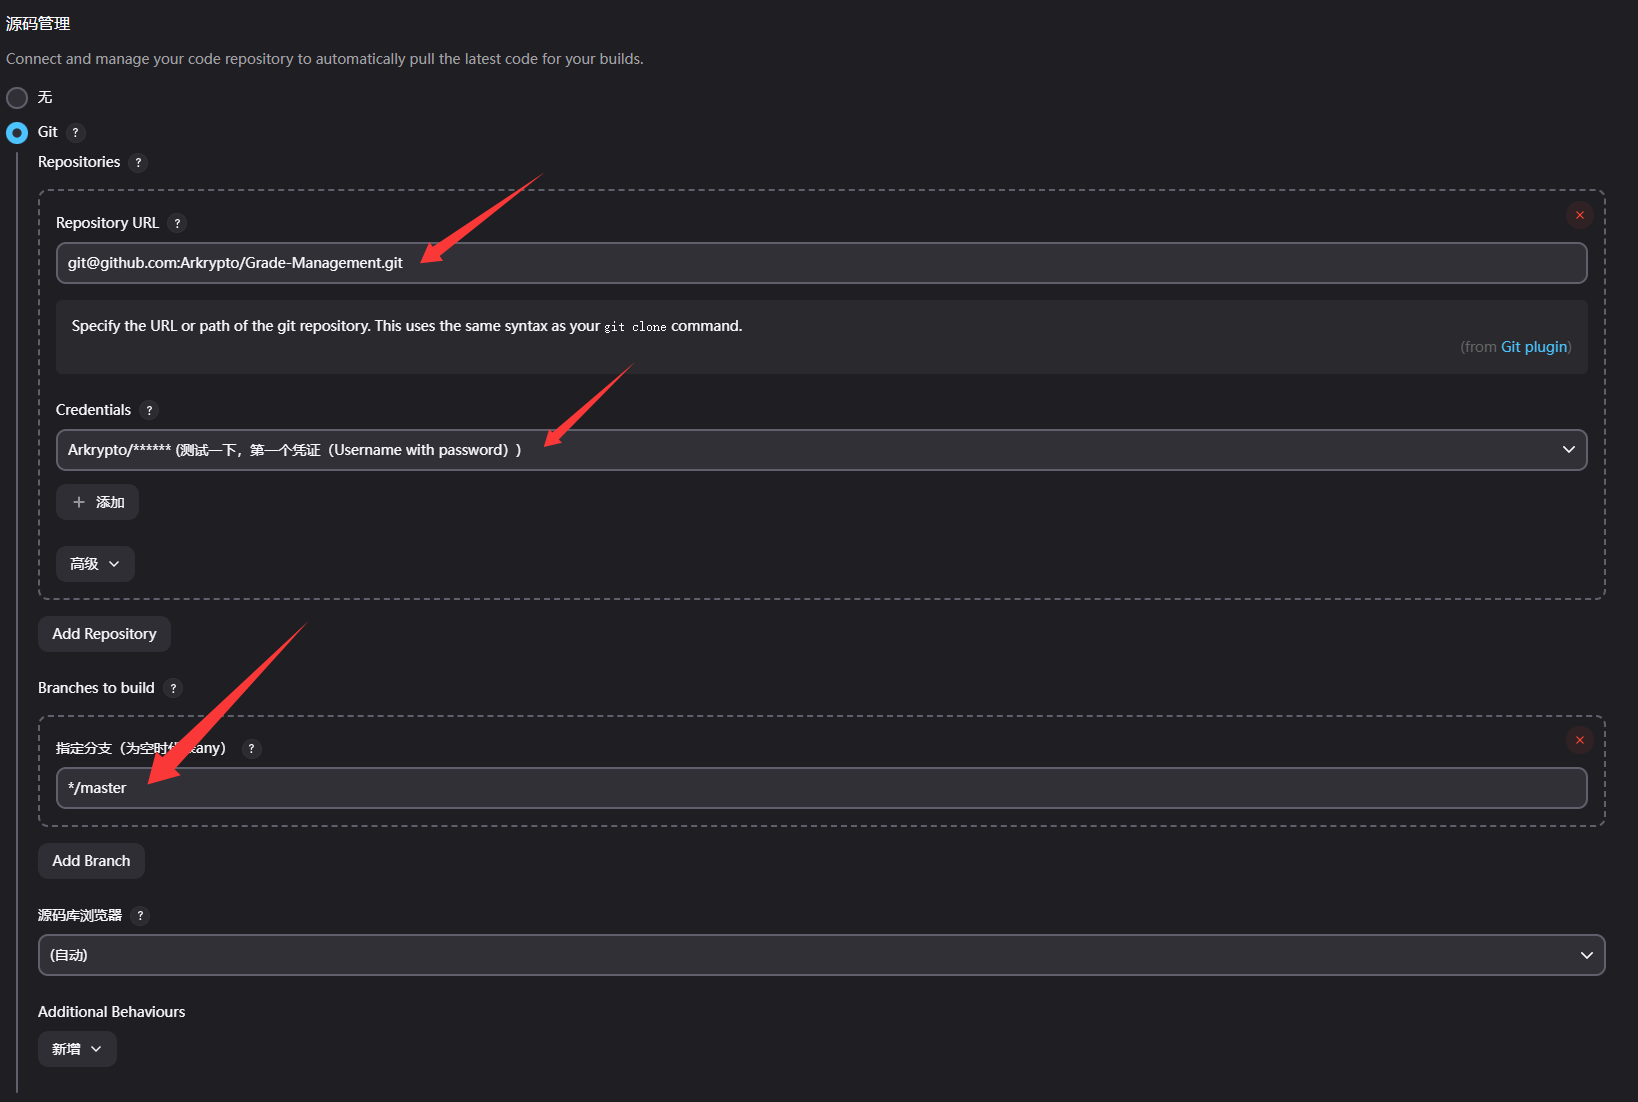 源码管理
Connect and manage your code repository to automatically pull the latest code for your builds.
无
Git ?
Repositories ?
Repository URL ?
git@github.com:Arkrypto/Grade-Management.git
Specify the URL or path of the git repository. This uses the same syntax as your git clone command.
(from Git plugin)
Credentials ?
Arkrypto/****** (测试一下，第一个凭证（Username with password）)
+ 添加
高级
Add Repository
Branches to build ?
指定分支（为空时 any） ?
*/master
Add Branch
源码库浏览器 ?
(自动)
Additional Behaviours
新增